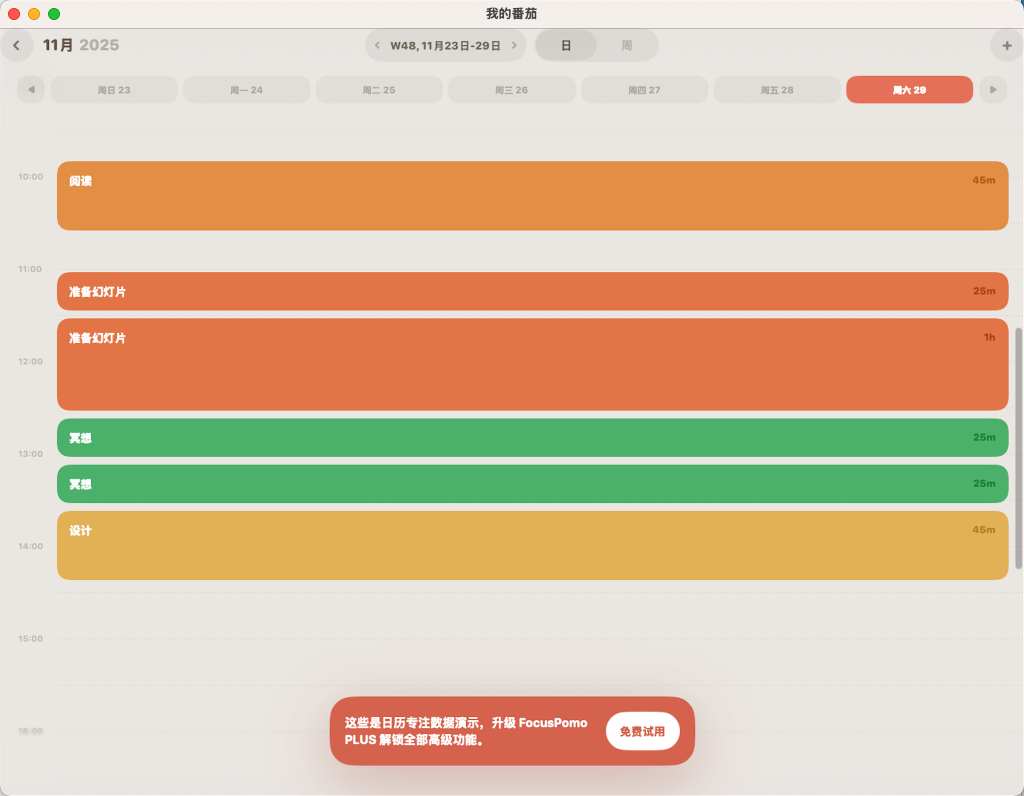 我的番茄
11月 2025
W48, 11月23日-29日
日 周
周日 23 周一 24 周二 25 周三 26 周四 27 周五 28 周六 29
10:00
阅读 45m
11:00
准备幻灯片 25m
准备幻灯片 1h
12:00
冥想 25m
13:00
冥想 25m
设计 45m
14:00
15:00
这些是日历专注数据演示，升级 FocusPomo
PLUS 解锁全部高级功能。
免费试用
16:00